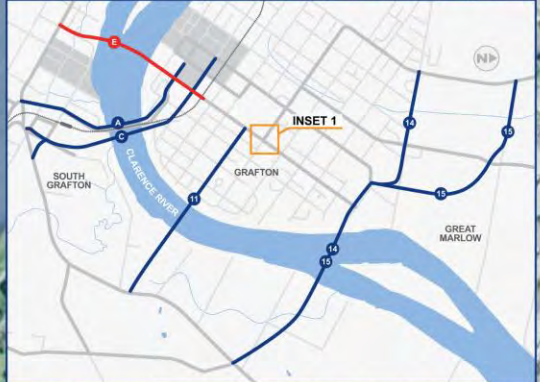 E
N
INSET 1
14
15
A
C
SOUTH
GRAFTON
CLARENCE RIVER
11
GRAFTON
15
GREAT
MARLOW
14
15